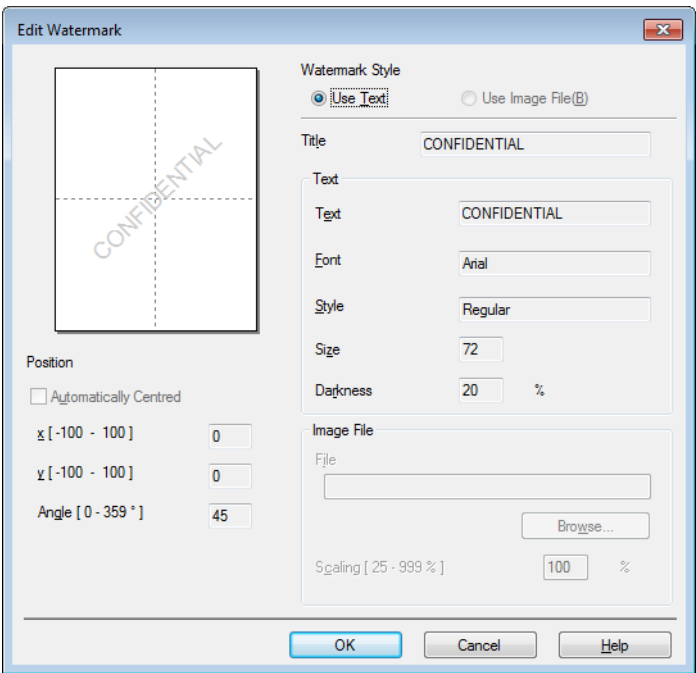 Edit Watermark
CONFIDENTIAL
Watermark Style
Use Text
Use Image File(B)
Title
CONFIDENTIAL
Text
Text
CONFIDENTIAL
Font
Arial
Style
Regular
Size
72
Darkness
20 %
Position
Automatically Centred
x [ -100 - 100 ]
0
y [ -100 - 100 ]
0
Angle [ 0 - 359 ° ]
45
Image File
File
Browse...
Scaling [ 25 - 999 % ]
100 %
OK
Cancel
Help